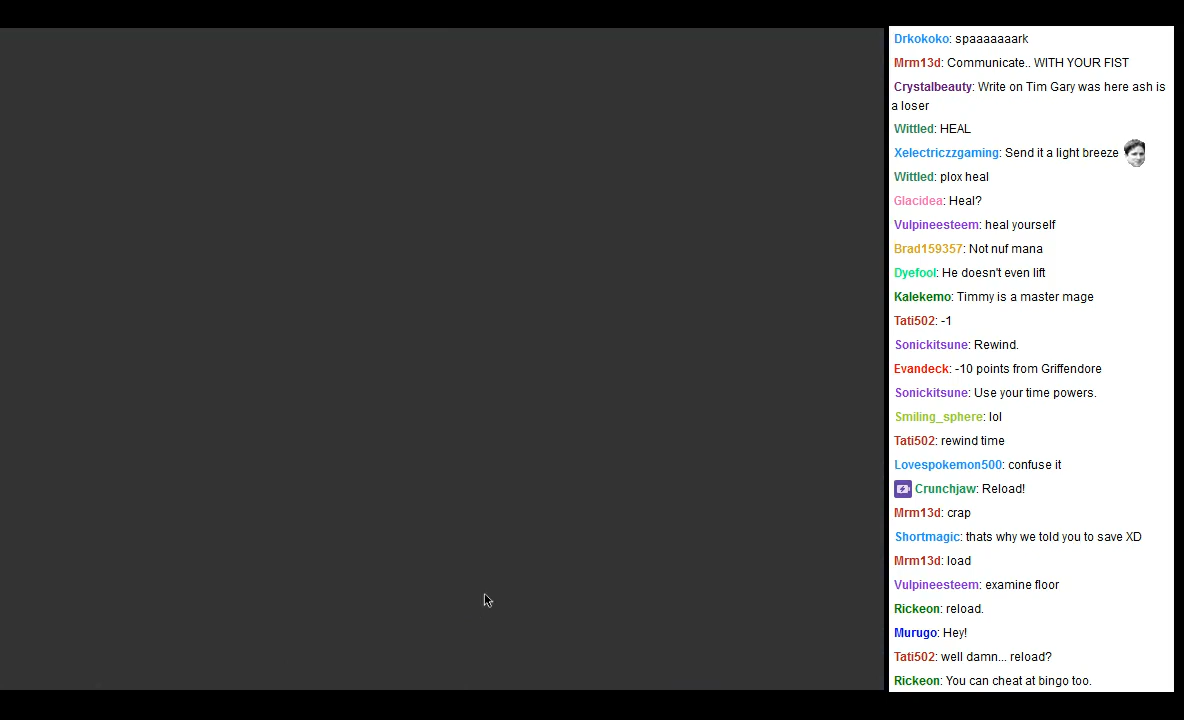 Drkokoko: spaaaaaark
Mrm13d: Communicate.. WITH YOUR FIST
Crystalbeauty: Write on Tim Gary was here ash is
a loser
Wittled: HEAL
Xelectriczzgaming: Send it a light breeze
Wittled: plox heal
Glacidea: Heal?
Vulpineesteem: heal yourself
Brad159357: Not nuf mana
Dyefool: He doesn't even lift
Kalekemo: Timmy is a master mage
Tati502: -1
Sonickitsune: Rewind.
Evandeck: -10 points from Griffendore
Sonickitsune: Use your time powers.
Smiling_sphere: lol
Tati502: rewind time
Lovespokemon500: confuse it
Crunchjaw: Reload!
Mrm13d: crap
Shortmagic: thats why we told you to save XD
Mrm13d: load
Vulpineesteem: examine floor
Rickeon: reload.
Murugo: Hey!
Tati502: well damn... reload?
Rickeon: You can cheat at bingo too.